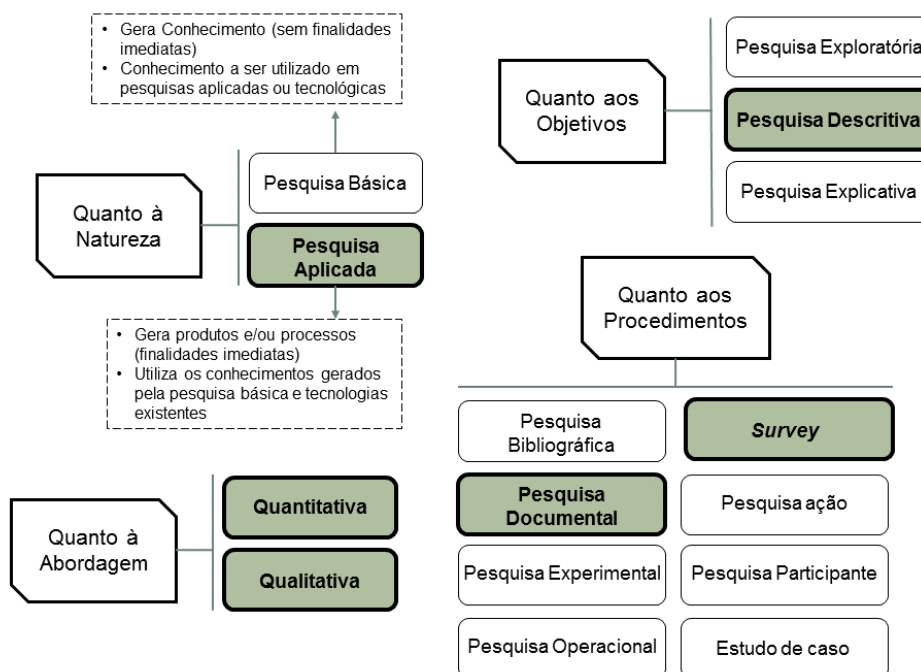 • Gera Conhecimento (sem finalidades
imediatas)
• Conhecimento a ser utilizado em
pesquisas aplicadas ou tecnológicas
Quanto à
Natureza
Pesquisa Básica
Pesquisa
Aplicada
• Gera produtos e/ou processos
(finalidades imediatas)
• Utiliza os conhecimentos gerados
pela pesquisa básica e tecnologias
existentes
Quanto à
Abordagem
Quantitativa
Qualitativa
Quanto aos
Objetivos
Pesquisa Exploratória
Pesquisa Descritiva
Pesquisa Explicativa
Quanto aos
Procedimentos
Pesquisa
Bibliográfica
Survey
Pesquisa
Documental
Pesquisa ação
Pesquisa Experimental
Pesquisa Participante
Pesquisa Operacional
Estudo de caso